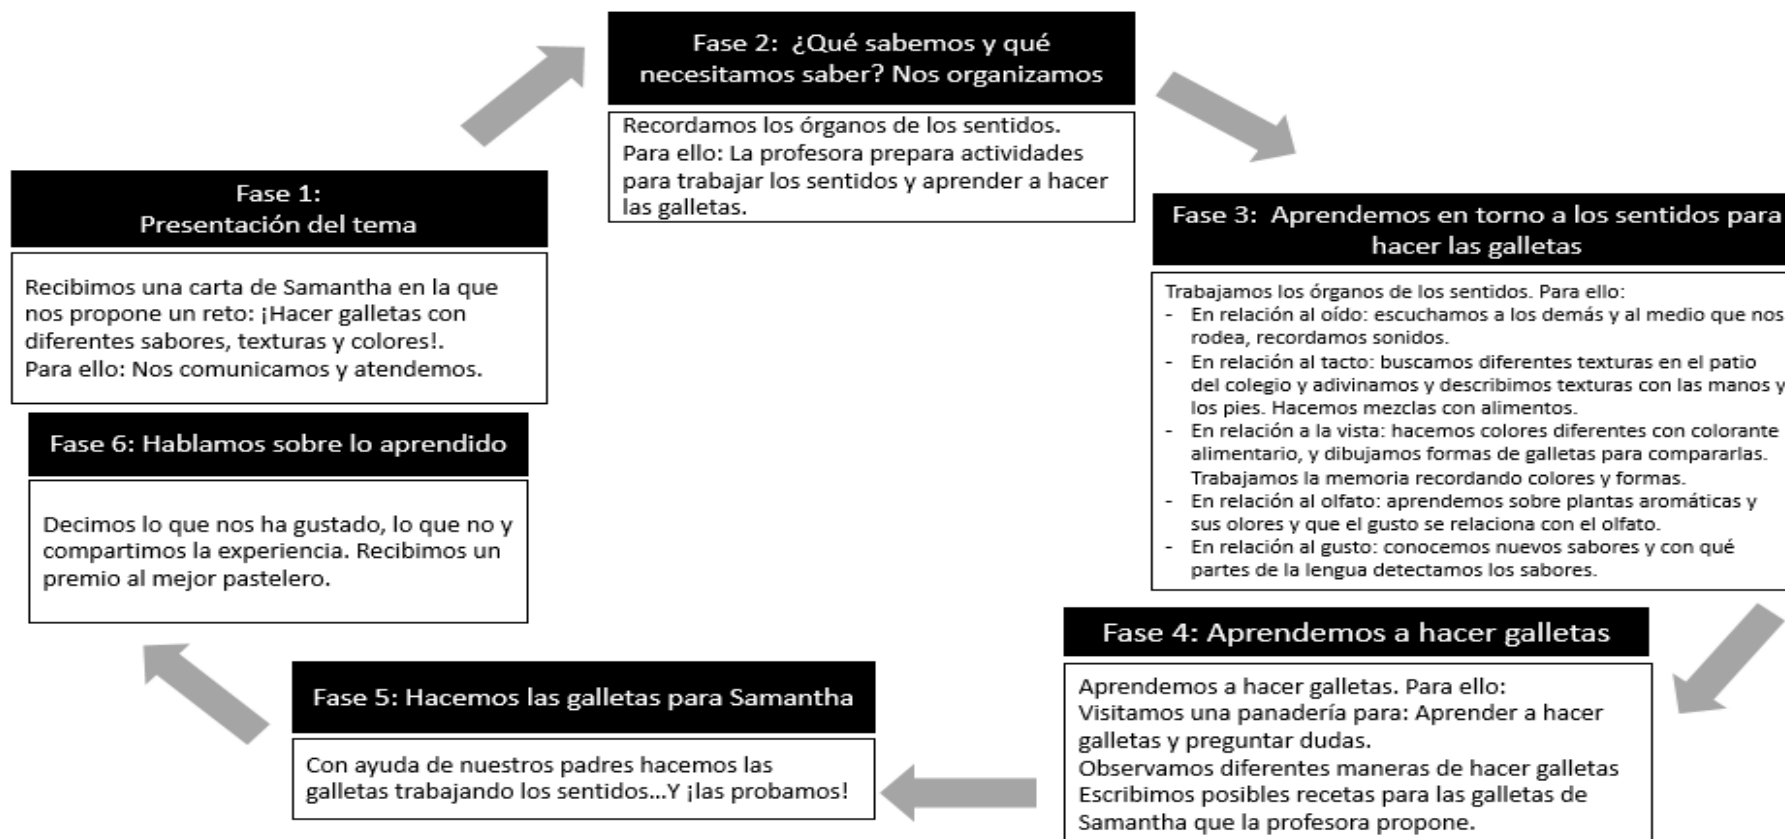 Fase 1:
Presentación del tema
Recibimos una carta de Samantha en la que
nos propone un reto: ¡Hacer galletas con
diferentes sabores, texturas y colores!.
Para ello: Nos comunicamos y atendemos.
Fase 2:  ¿Qué sabemos y qué
necesitamos saber? Nos organizamos
Recordamos los órganos de los sentidos.
Para ello: La profesora prepara actividades
para trabajar los sentidos y aprender a hacer
las galletas.
Fase 3:  Aprendemos en torno a los sentidos para
hacer las galletas
Trabajamos los órganos de los sentidos. Para ello:
- En relación al oído: escuchamos a los demás y al medio que nos
rodea, recordamos sonidos.
- En relación al tacto: buscamos diferentes texturas en el patio
del colegio y adivinamos y describimos texturas con las manos y
los pies. Hacemos mezclas con alimentos.
- En relación a la vista: hacemos colores diferentes con colorante
alimentario, y dibujamos formas de galletas para compararlas.
Trabajamos la memoria recordando colores y formas.
- En relación al olfato: aprendemos sobre plantas aromáticas y
sus olores y que el gusto se relaciona con el olfato.
- En relación al gusto: conocemos nuevos sabores y con qué
partes de la lengua detectamos los sabores.
Fase 4: Aprendemos a hacer galletas
Aprendemos a hacer galletas. Para ello:
Visitamos una panadería para: Aprender a hacer
galletas y preguntar dudas.
Observamos diferentes maneras de hacer galletas
Escribimos posibles recetas para las galletas de
Samantha que la profesora propone.
Fase 5: Hacemos las galletas para Samantha
Con ayuda de nuestros padres hacemos las
galletas trabajando los sentidos...Y ¡las probamos!
Fase 6: Hablamos sobre lo aprendido
Decimos lo que nos ha gustado, lo que no y
compartimos la experiencia. Recibimos un
premio al mejor pastelero.